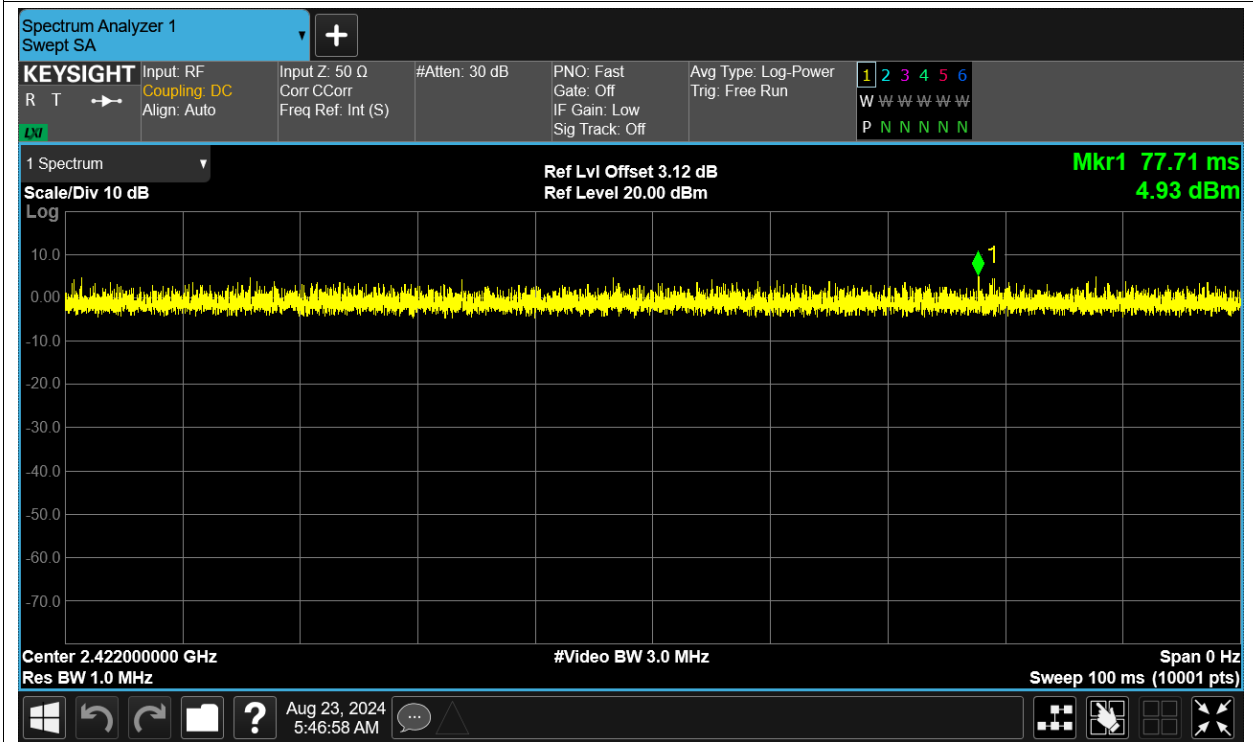 Spectrum Analyzer 1
Swept SA
KEYSIGHT
R T
LXI
Input: RF
Coupling: DC
Align: Auto
Input Z: 50 Ω
Corr CCorr
Freq Ref: Int (S)
#Atten: 30 dB
PNO: Fast
Gate: Off
IF Gain: Low
Sig Track: Off
Avg Type: Log-Power
Trig: Free Run
1 2 3 4 5 6
W W W W W W
P N N N N N
1 Spectrum
Scale/Div 10 dB
Log
Ref Lvl Offset 3.12 dB
Ref Level 20.00 dBm
Mkr1 77.71 ms
4.93 dBm
1
10.0
0.00
-10.0
-20.0
-30.0
-40.0
-50.0
-60.0
-70.0
Center 2.422000000 GHz
Res BW 1.0 MHz
#Video BW 3.0 MHz
Span 0 Hz
Sweep 100 ms (10001 pts)
?
Aug 23, 2024
5:46:58 AM